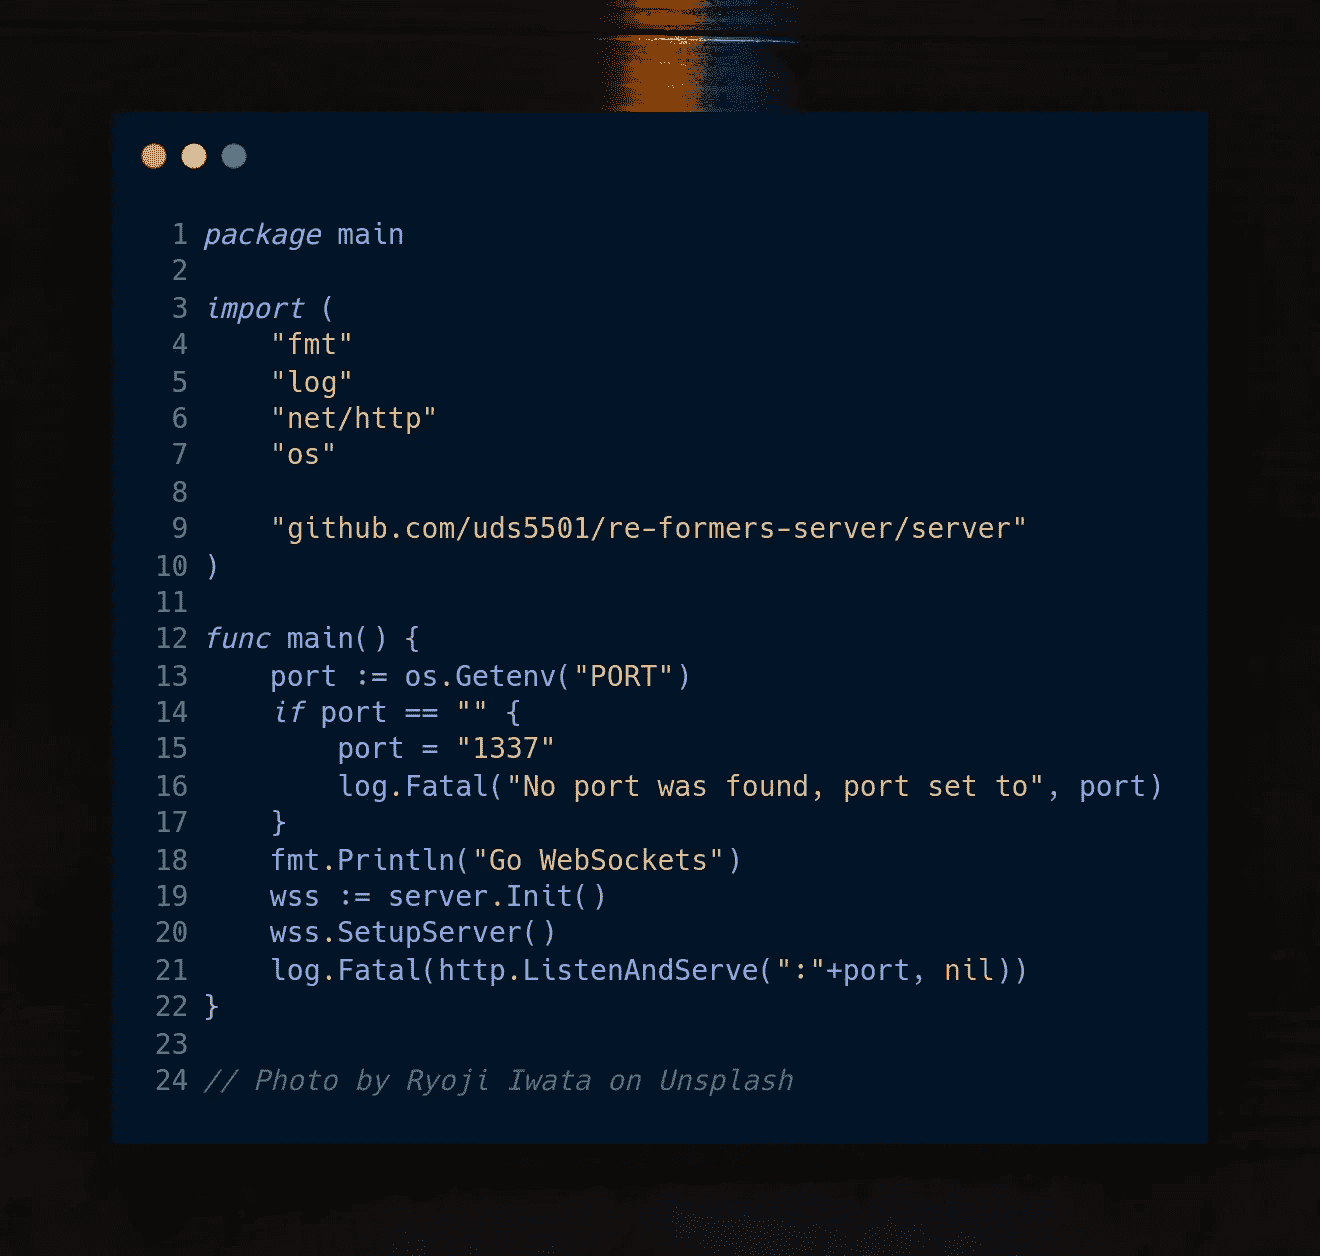 1 package main
2
3 import (
4     "fmt"
5     "log"
6     "net/http"
7     "os"
8
9     "github.com/uds5501/re-formers-server/server"
10 )
11
12 func main() {
13     port := os.Getenv("PORT")
14     if port == "" {
15         port = "1337"
16         log.Fatal("No port was found, port set to", port)
17     }
18     fmt.Println("Go WebSockets")
19     wss := server.Init()
20     wss.SetupServer()
21     log.Fatal(http.ListenAndServe(":"+port, nil))
22 }
23
24 // Photo by Ryoji Iwata on Unsplash